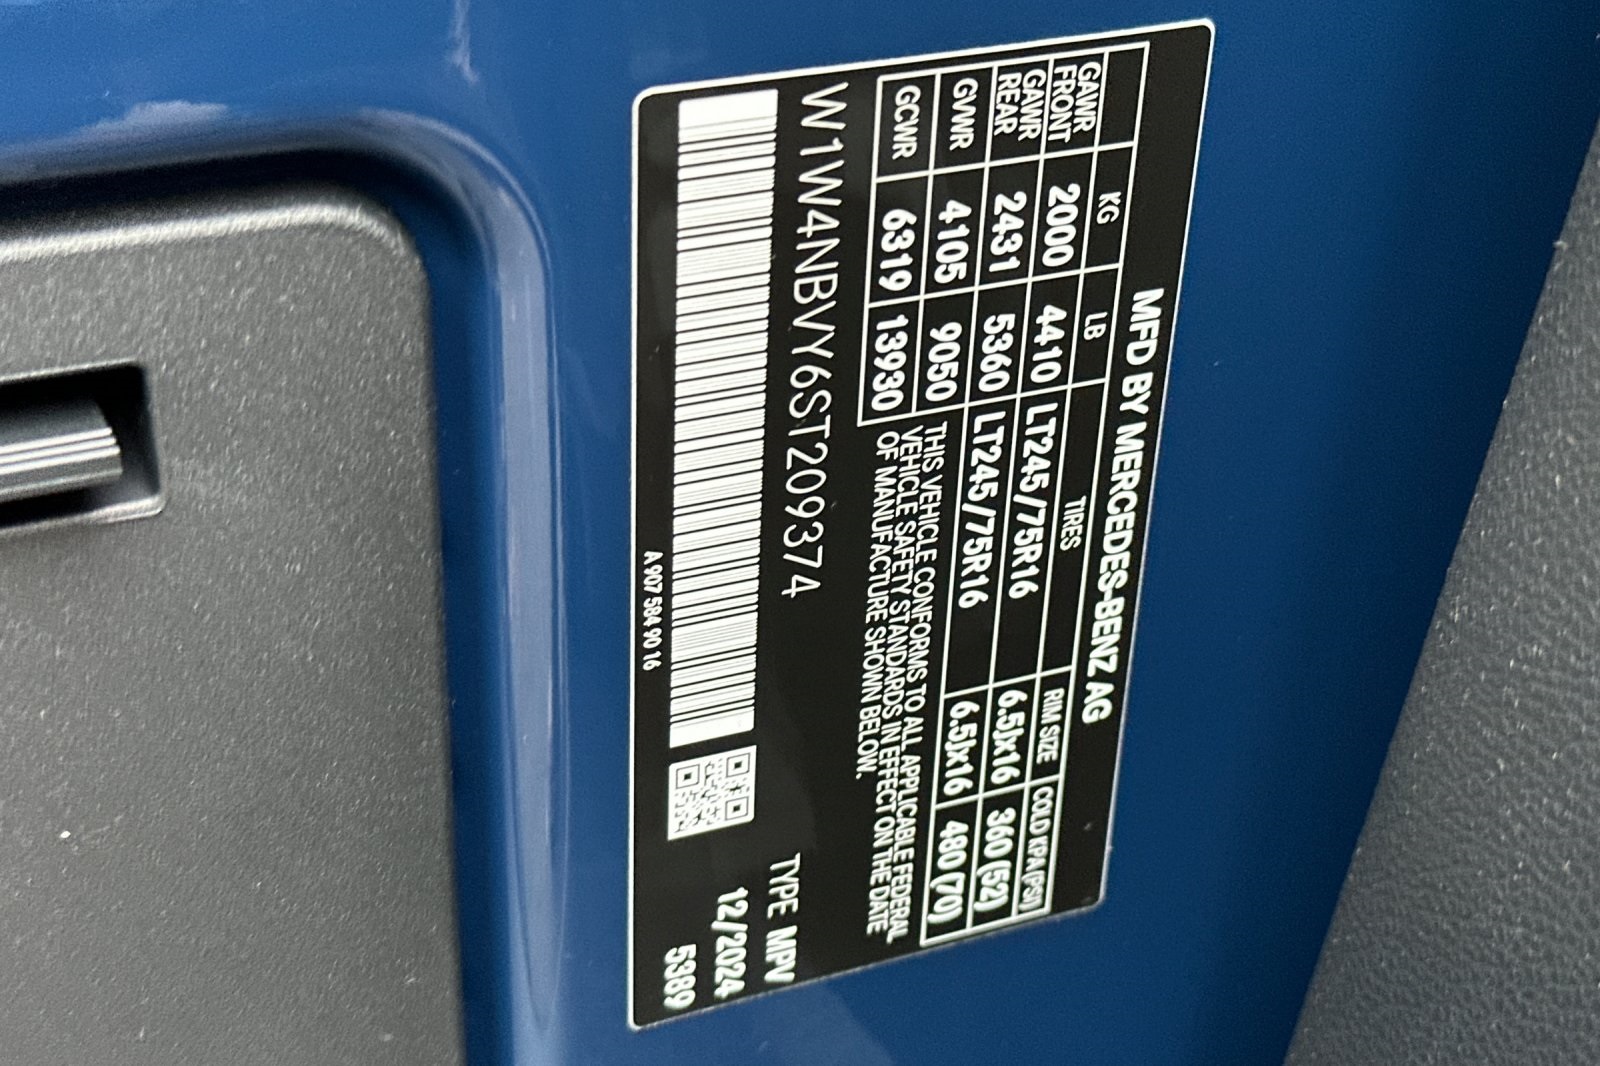 MFD BY MERCEDES-BENZ AG
KG LB TIRES RIM SIZE COLD KPA (PSI)
GAWR FRONT 2000 4410 LT245/75R16 6.5Jx16 360 (52)
GAWR REAR 2431 5360 LT245/75R16 6.5Jx16 480 (70)
GVWR 4105 9050
GCWR 6319 13930
THIS VEHICLE CONFORMS TO ALL APPLICABLE FEDERAL
VEHICLE SAFETY STANDARDS IN EFFECT ON THE DATE
OF MANUFACTURE SHOWN BELOW.
W1W4NBVY6ST209374
TYPE MPV
12/2024
5389
A 907 584 90 16